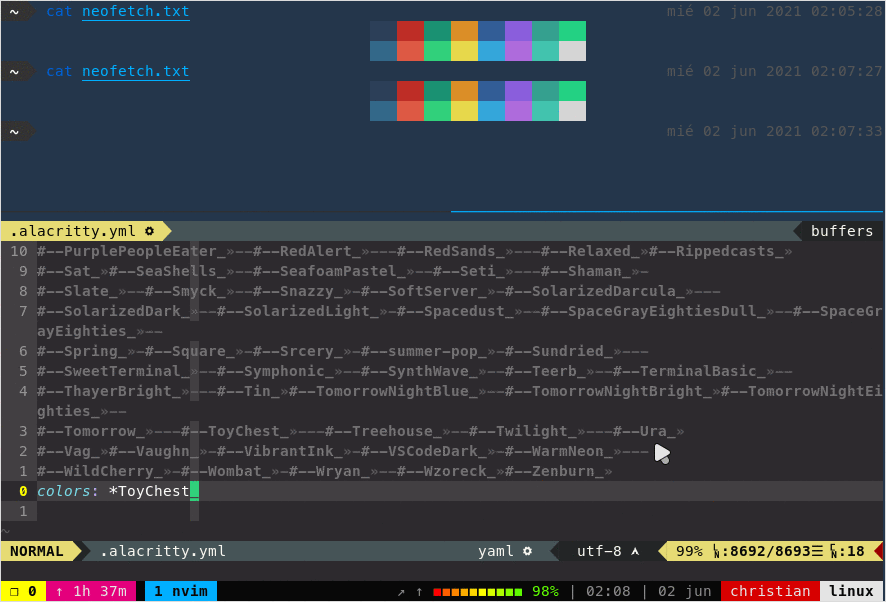 ~ cat neofetch.txt mié 02 jun 2021 02:05:28
~ cat neofetch.txt mié 02 jun 2021 02:07:27
~ mié 02 jun 2021 02:07:33
.alacritty.yml buffers
10 #--PurplePeopleEater_»--#--RedAlert_»---#--RedSands_»---#--Relaxed_»#--Rippedcasts_»
9 #--Sat_»#--SeaShells_»#--SeafoamPastel_»--#--Seti_»---#--Shaman_»-
8 #--Slate_»--#--Smyck_»--#--Snazzy_»-#--SoftServer_»-#--SolarizedDarcula_»---
7 #--SolarizedDark_»---#--SolarizedLight_»-#--Spacedust_»--#--SpaceGrayEightiesDull_»--#--SpaceGr
ayEighties_»--
6 #--Spring_»-#--Square_»-#--Srcery_»-#--summer-pop_»-#--Sundried_»---
5 #--SweetTerminal_»---#--Symphonic_»-#--SynthWave_»--#--Teerb_»--#--TerminalBasic_»--
4 #--ThayerBright_»---#--Tin_»--#--TomorrowNightBlue_»---#--TomorrowNightBright_»#--TomorrowNightEi
ghties_»--
3 #--Tomorrow_»---#--ToyChest_»---#--Treehouse_»--#--Twilight_»---#--Ura_»
2 #--Vag_»#--Vaughn_»--#--VibrantInk_»-#--VSCodeDark_»-#--WarmNeon_»---
1 #--WildCherry_»-#--Wombat_»-#--Wryan_»--#--Wzoreck_»--#--Zenburn_»
0 colors: *ToyChest
1
~
NORMAL .alacritty.yml yaml utf-8 99% :8692/8693☰ :18
❐ 0 ↑ 1h 37m 1 nvim ↗ ↑ 98% | 02:08 | 02 jun christian linux